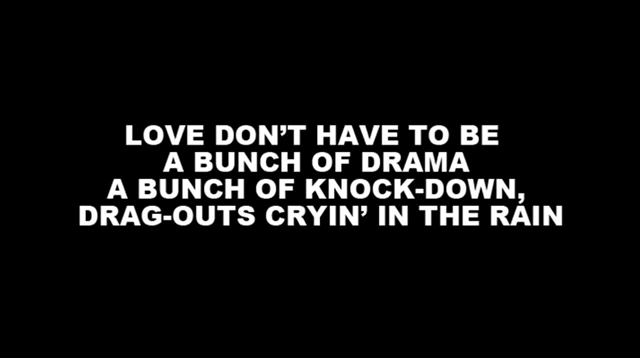 LOVE DON'T HAVE TO BE
A BUNCH OF DRAMA
A BUNCH OF KNOCK-DOWN,
DRAG-OUTS CRYIN' IN THE RAIN